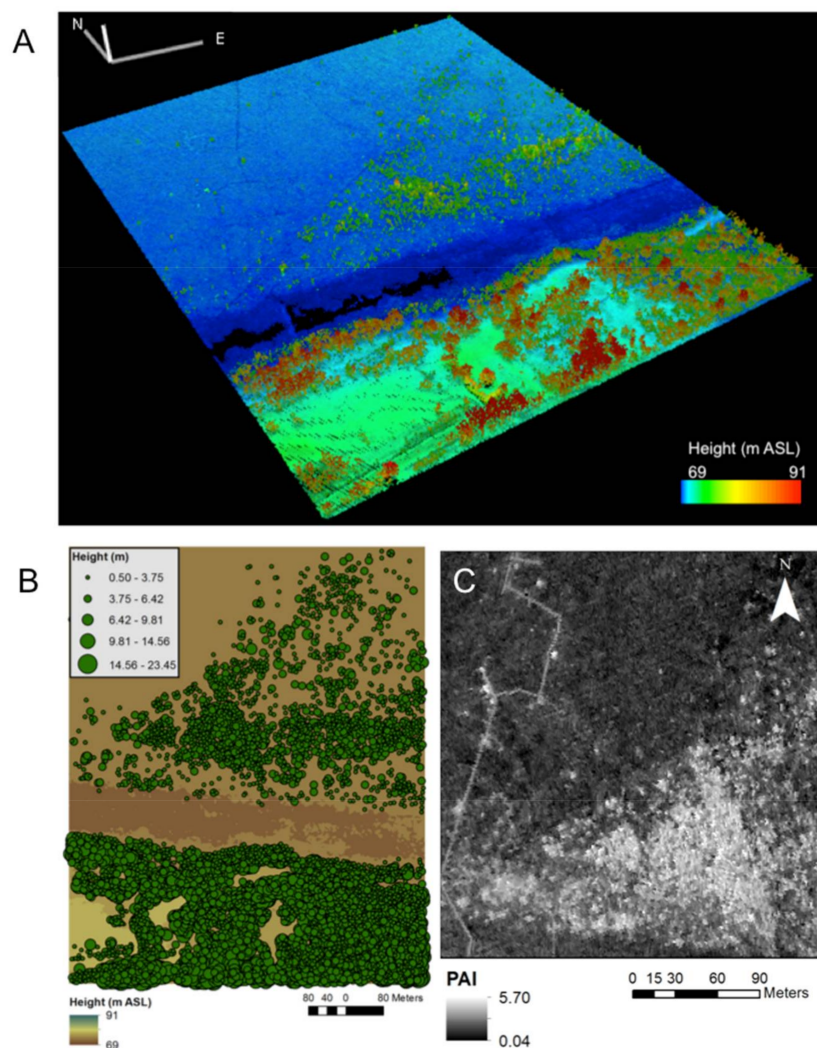 A
N
E
Height (m ASL)
69 91
B
Height (m)
0.50 - 3.75
3.75 - 6.42
6.42 - 9.81
9.81 - 14.56
14.56 - 23.45
C
N
Height (m ASL)
91
69
80 40 0 80 Meters
PAI
5.70
0.04
0 15 30 60 90
Meters